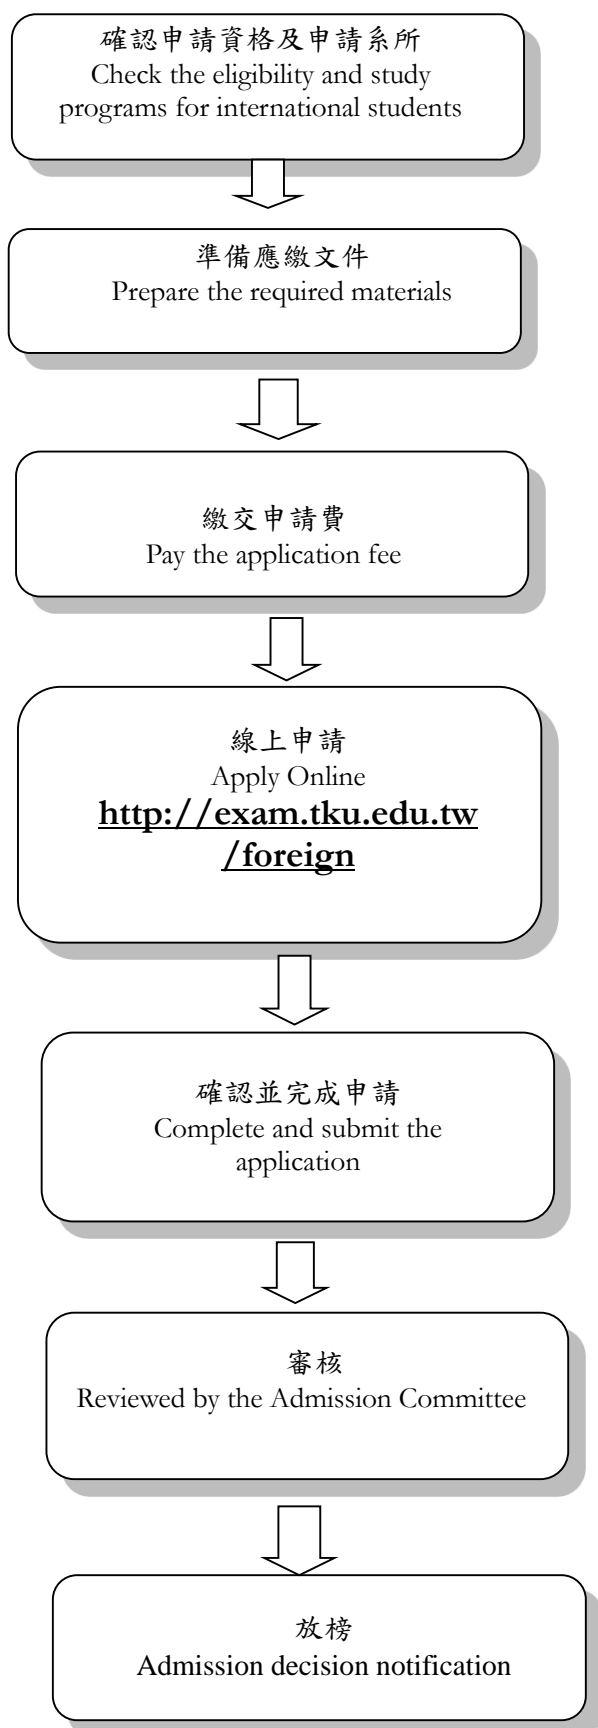 確認申請資格及申請系所
Check the eligibility and study
programs for international students
準備應繳文件
Prepare the required materials
繳交申請費
Pay the application fee
線上申請
Apply Online
http://exam.tku.edu.tw
/foreign
確認並完成申請
Complete and submit the
application
審核
Reviewed by the Admission Committee
放榜
Admission decision notification